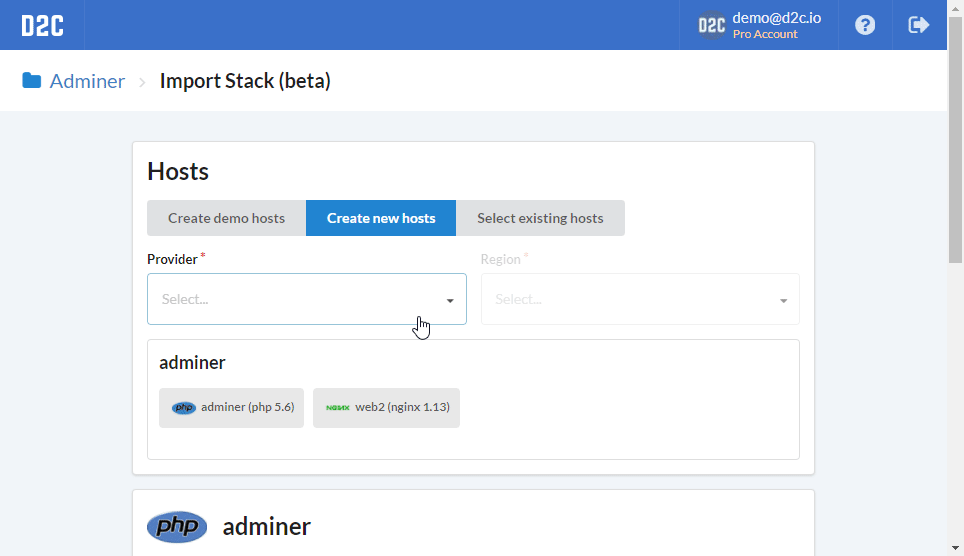 D2C
D2C demo@d2c.io
Pro Account
?
Adminer > Import Stack (beta)
Hosts
Create demo hosts Create new hosts Select existing hosts
Provider * Region *
Select... Select...
adminer
php adminer (php 5.6) NGINX web2 (nginx 1.13)
php adminer